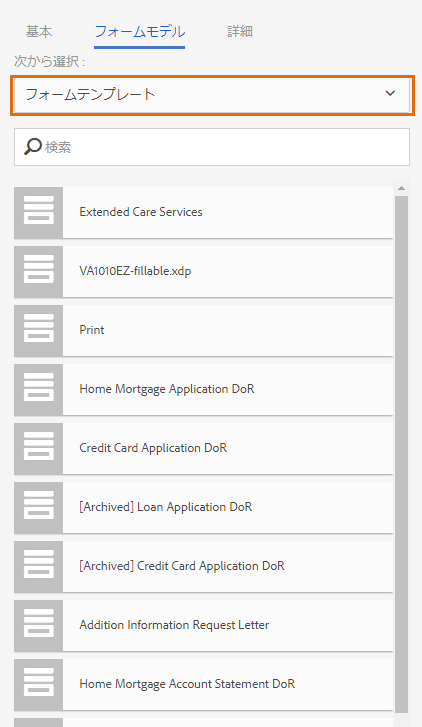 基本 フォームモデル 詳細
次から選択 :
フォームテンプレート
検索
Extended Care Services
VA1010EZ-fillable.xdp
Print
Home Mortgage Application DoR
Credit Card Application DoR
[Archived] Loan Application DoR
[Archived] Credit Card Application DoR
Addition Information Request Letter
Home Mortgage Account Statement DoR